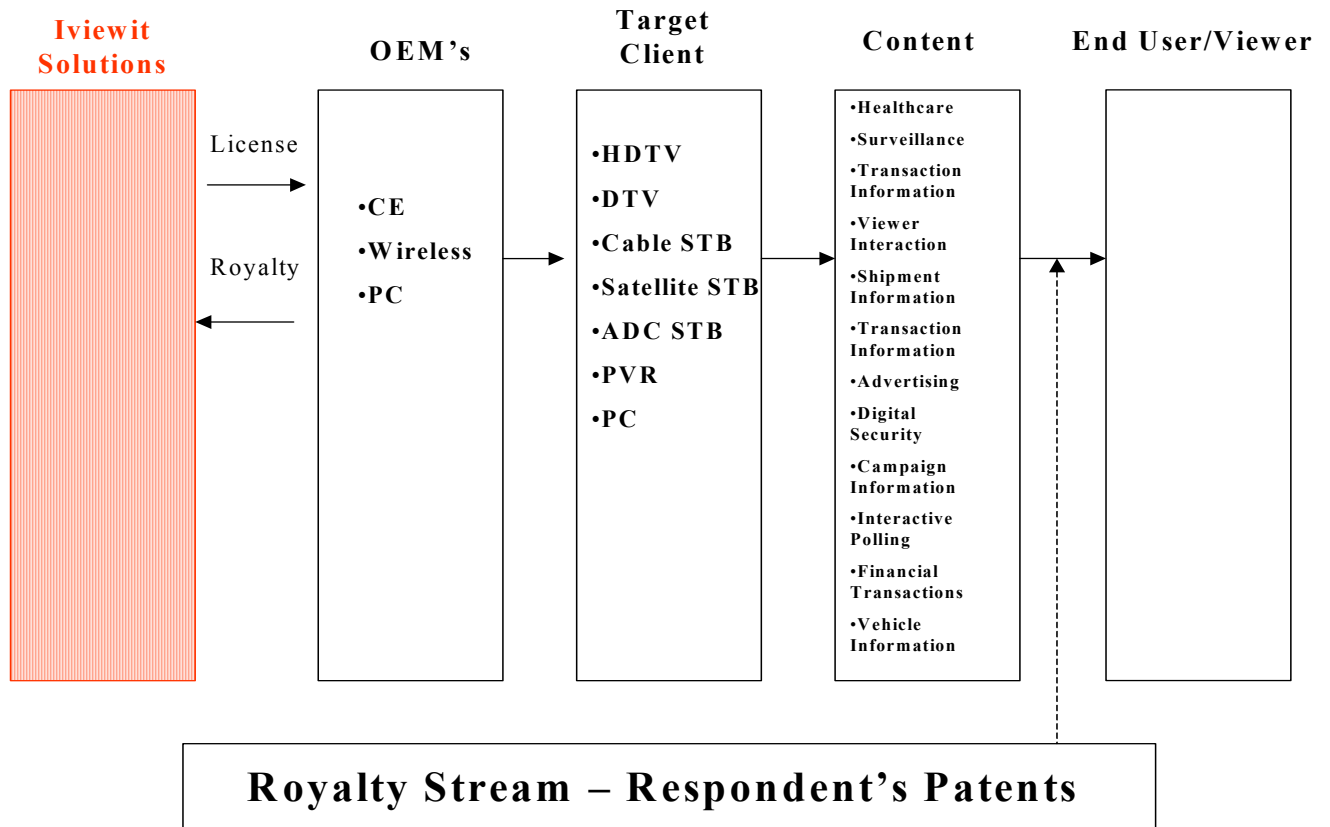 Iviewit
Solutions
OEM's
Target
Client
Content
End User/Viewer
License
Royalty
•CE
•Wireless
•PC
•HDTV
•DTV
•Cable STB
•Satellite STB
•ADC STB
•PVR
•PC
•Healthcare
•Surveillance
•Transaction
Information
•Viewer
Interaction
•Shipment
Information
•Transaction
Information
•Advertising
•Digital
Security
•Campaign
Information
•Interactive
Polling
•Financial
Transactions
•Vehicle
Information
Royalty Stream – Respondent's Patents